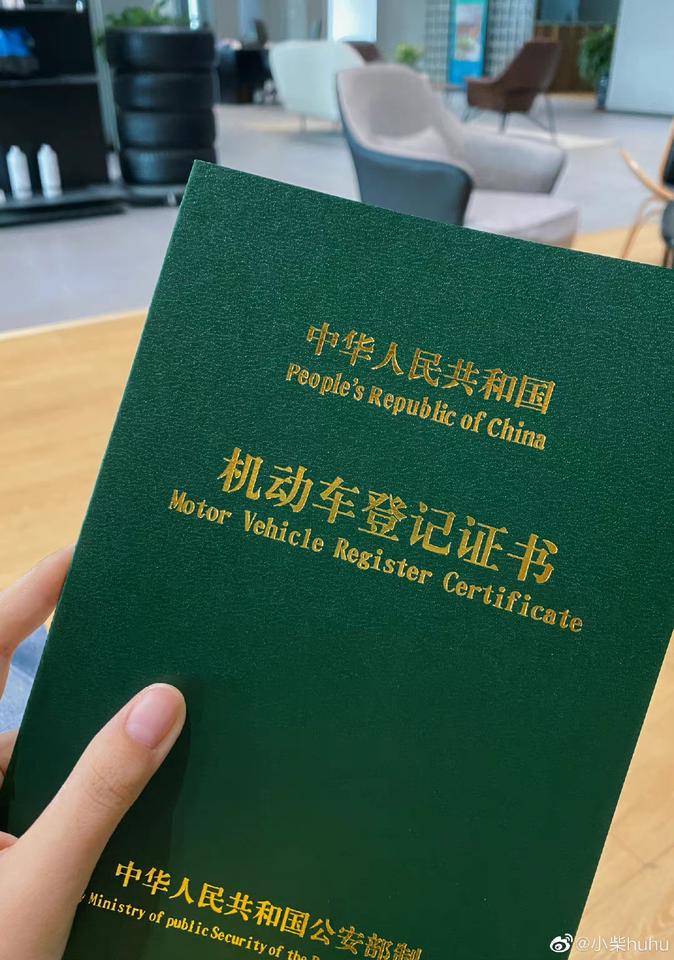 中华人民共和国
People's Republic of China
机动车登记证书
Motor Vehicle Register Certificate
中华人民共和国公安部制
Ministry of public Security of the
@小柴huhu